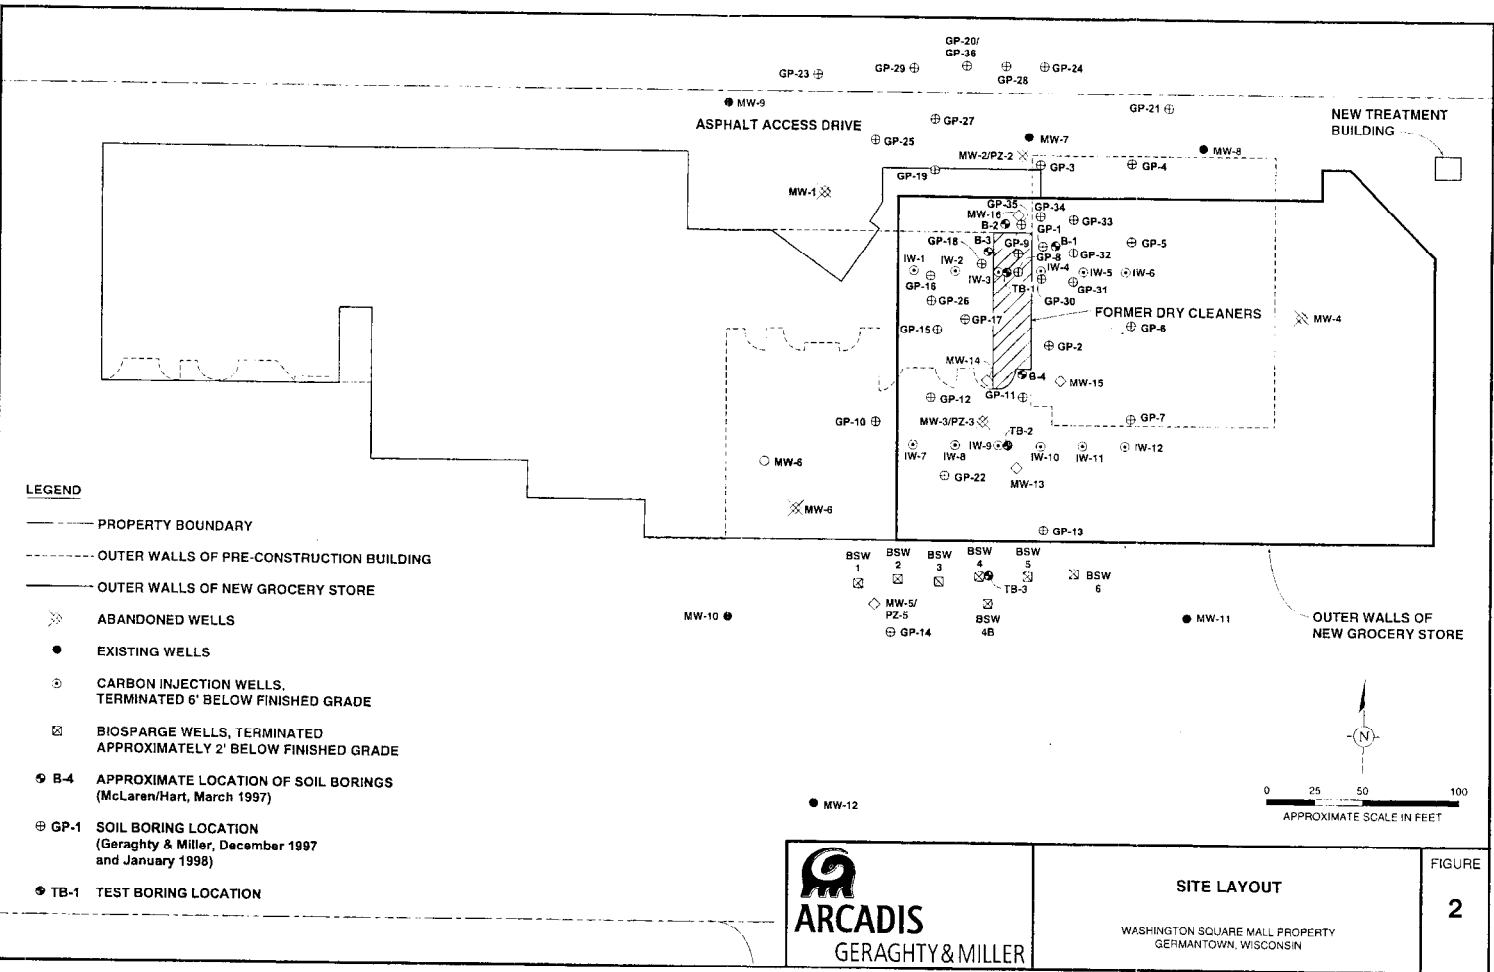 GP-20/
GP-36
GP-23
GP-29
GP-28
GP-24
MW-9
ASPHALT ACCESS DRIVE
GP-27
GP-25
GP-21
MW-7
MW-8
NEW TREATMENT
BUILDING
MW-2/PZ-2
GP-19
GP-3
GP-4
MW-1
GP-35
GP-34
MW-16
GP-33
B-2
GP-1
GP-18
B-3
GP-9
B-1
GP-5
GP-32
GP-8
IW-1
IW-2
IW-3
IW-4
IW-5
IW-6
GP-16
TB-1
GP-31
GP-26
GP-30
GP-17
FORMER DRY CLEANERS
MW-4
GP-15
GP-6
GP-2
MW-14
B-4
MW-15
GP-12
GP-11
GP-10
MW-3/PZ-3
GP-7
TB-2
IW-7
IW-8
IW-9
IW-10
IW-11
IW-12
MW-6
GP-22
MW-13
MW-6
GP-13
BSW
1
BSW
2
BSW
3
BSW
4
BSW
5
BSW
6
TB-3
MW-5/
PZ-5
BSW
4B
GP-14
MW-10
MW-11
OUTER WALLS OF
NEW GROCERY STORE
MW-12
LEGEND
PROPERTY BOUNDARY
OUTER WALLS OF PRE-CONSTRUCTION BUILDING
OUTER WALLS OF NEW GROCERY STORE
ABANDONED WELLS
EXISTING WELLS
CARBON INJECTION WELLS,
TERMINATED 6' BELOW FINISHED GRADE
BIOSPARGE WELLS, TERMINATED
APPROXIMATELY 2' BELOW FINISHED GRADE
B-4 APPROXIMATE LOCATION OF SOIL BORINGS
(McLaren/Hart, March 1997)
GP-1 SOIL BORING LOCATION
(Geraghty & Miller, December 1997
and January 1998)
TB-1 TEST BORING LOCATION
N
0 25 50 100
APPROXIMATE SCALE IN FEET
ARCADIS
GERAGHTY & MILLER
SITE LAYOUT
WASHINGTON SQUARE MALL PROPERTY
GERMANTOWN, WISCONSIN
FIGURE
2